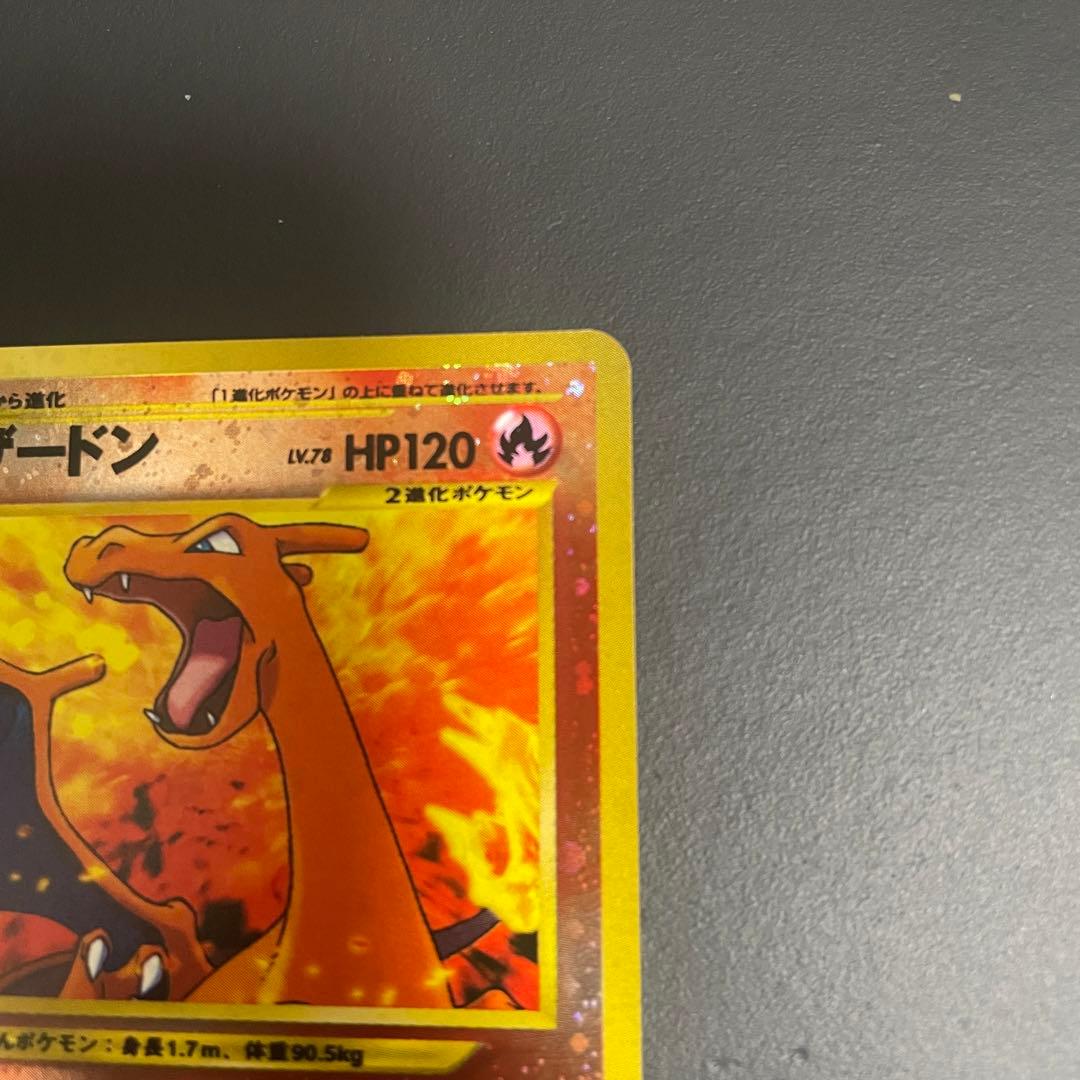 から進化
「1進化ポケモン」の上に重ねて進化させます。
ザードン
LV.78 HP120
2進化ポケモン
んポケモン：身長1.7m、体重90.5kg